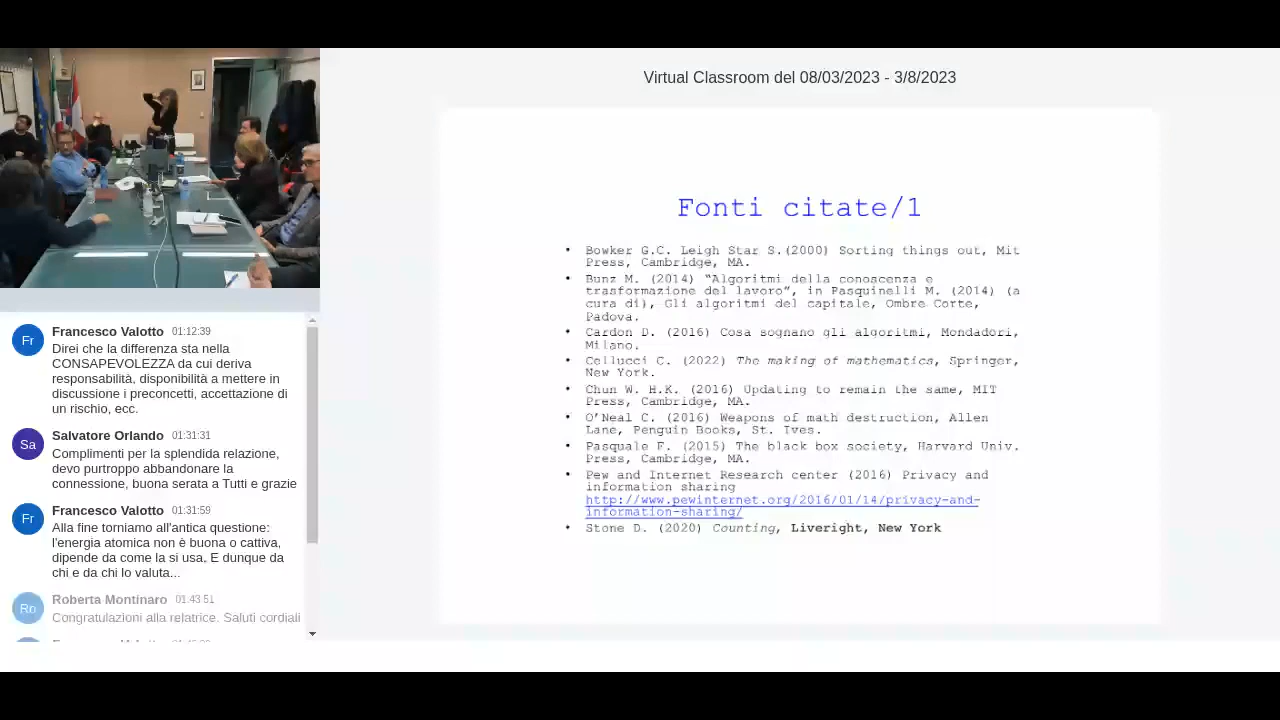 Virtual Classroom del 08/03/2023 - 3/8/2023
Fonti citate/1
• Bowker G.C. Leigh Star S.(2000) Sorting things out, Mit
Press, Cambridge, MA.
• Bunz M. (2014) “Algoritmi della conoscenza e
trasformazione del lavoro”, in Pasquinelli M. (2014) (a
cura di), Gli algoritmi del capitale, Ombre Corte,
Padova.
• Cardon D. (2016) Cosa sognano gli algoritmi, Mondadori,
Milano.
• Cellucci C. (2022) The making of mathematics, Springer,
New York.
• Chun W. H.K. (2016) Updating to remain the same, MIT
Press, Cambridge, MA.
• O’Neal C. (2016) Weapons of math destruction, Allen
Lane, Penguin Books, St. Ives.
• Pasquale F. (2015) The black box society, Harvard Univ.
Press, Cambridge, MA.
• Pew and Internet Research center (2016) Privacy and
information sharing
http://www.pewinternet.org/2016/01/14/privacy-and-
information-sharing/
• Stone D. (2020) Counting, Liveright, New York
Fr
Francesco Valotto 01:12:39
Direi che la differenza sta nella
CONSAPEVOLEZZA da cui deriva
responsabilità, disponibilità a mettere in
discussione i preconcetti, accettazione di
un rischio, ecc.
Sa
Salvatore Orlando 01:31:31
Complimenti per la splendida relazione,
devo purtroppo abbandonare la
connessione, buona serata a Tutti e grazie
Fr
Francesco Valotto 01:31:59
Alla fine torniamo all'antica questione:
l'energia atomica non è buona o cattiva,
dipende da come la si usa, E dunque da
chi e da chi lo valuta...
Ro
Roberta Montinaro 01:43:51
Congratulazioni alla relatrice. Saluti cordiali